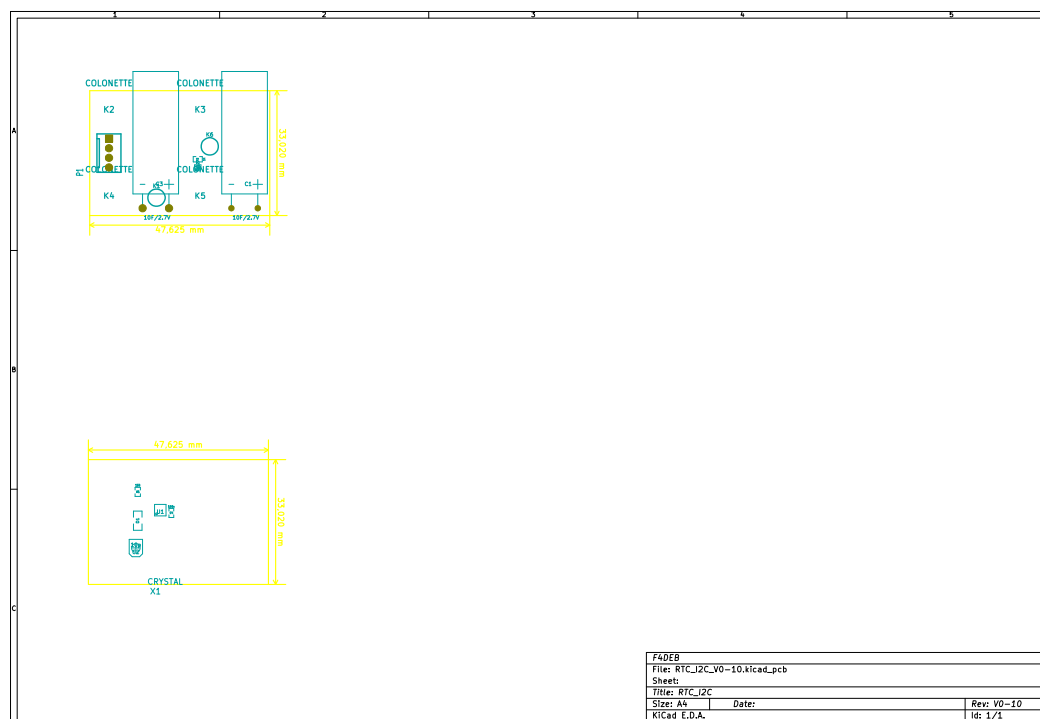 1 2 3 4 5
A
B
C
COLONETTE COLONETTE
K2 K3
K6
33,020 mm
P1
COLONETTE COLONETTE
- +
- C1 +
K4 K5
10F/2,7V 10F/2,7V
47,625 mm
47,625 mm
33,020 mm
U1
CRYSTAL
X1
F4DEB
File: RTC_I2C_V0-10.kicad_pcb
Sheet:
Title: RTC_I2C
Size: A4 Date: Rev: V0-10
KiCad E.D.A. Id: 1/1